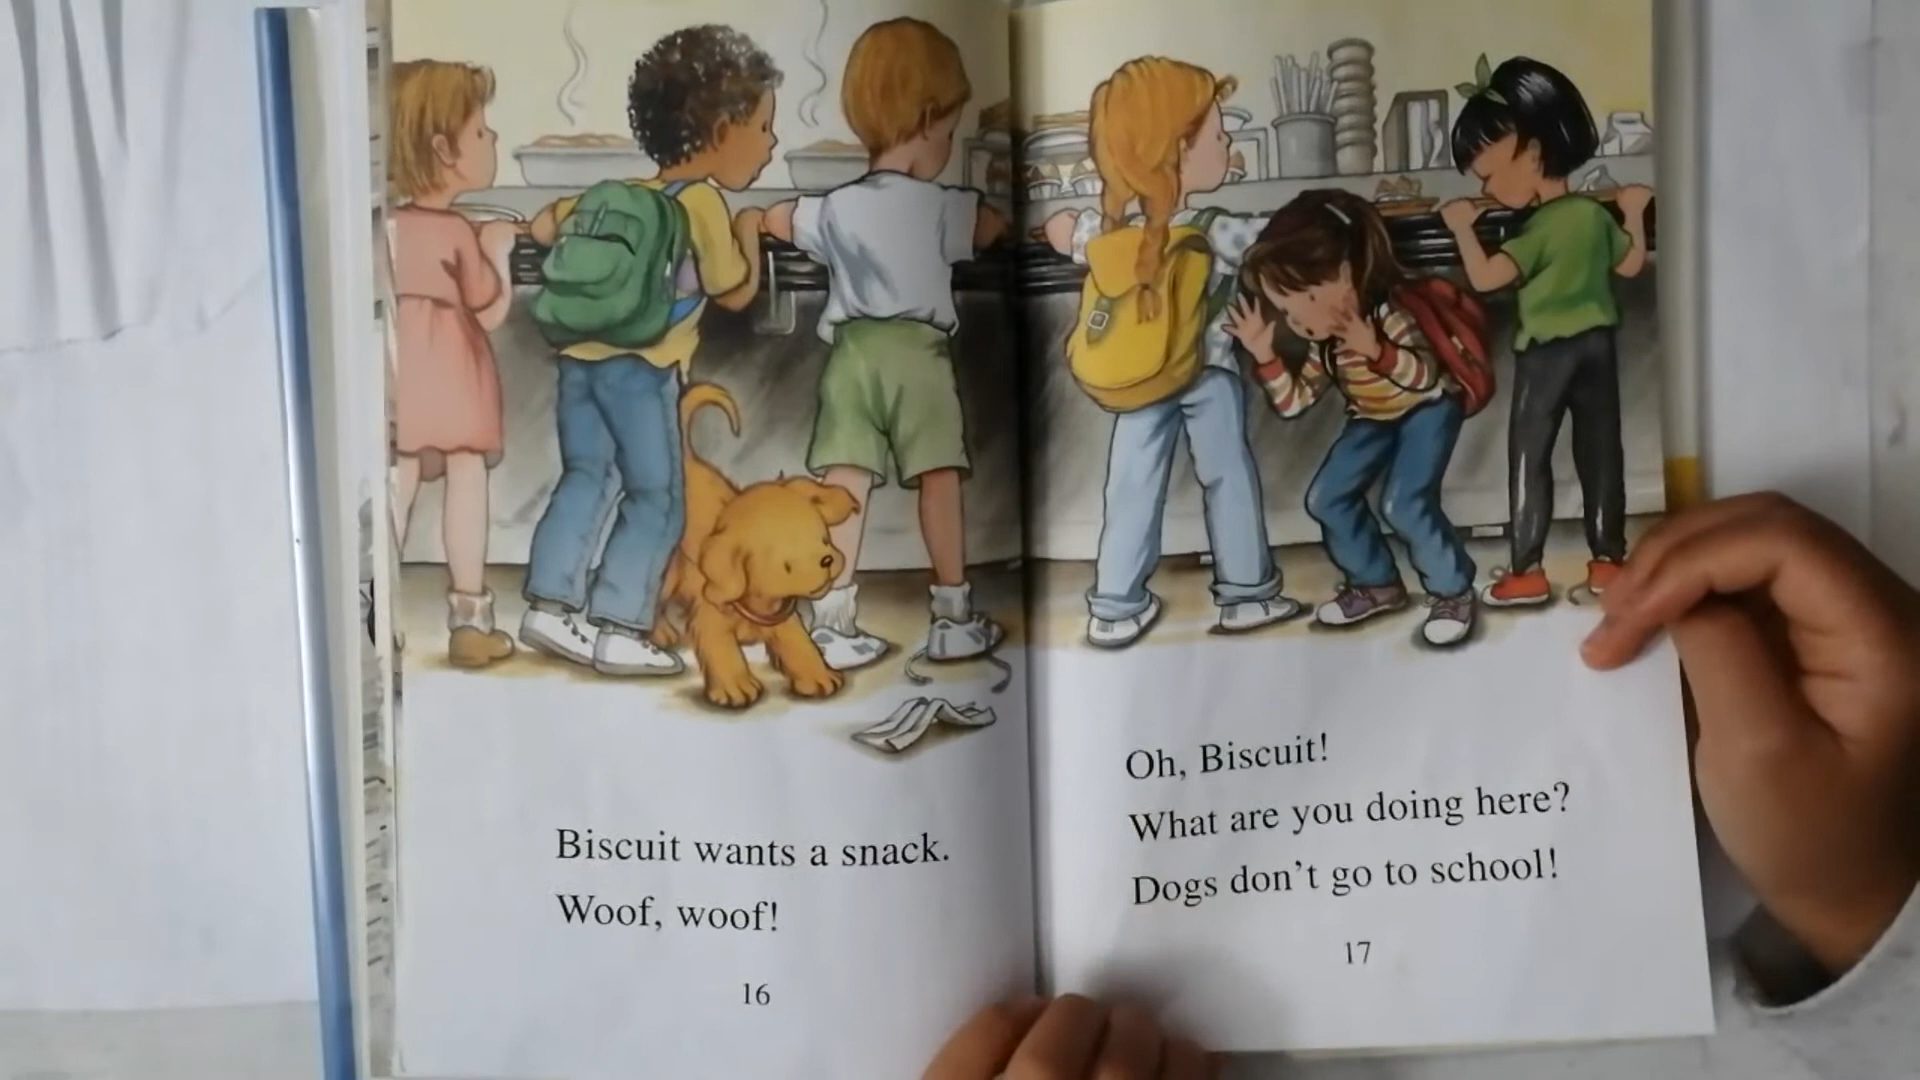 Biscuit wants a snack.
Woof, woof!
16
Oh, Biscuit!
What are you doing here?
Dogs don't go to school!
17